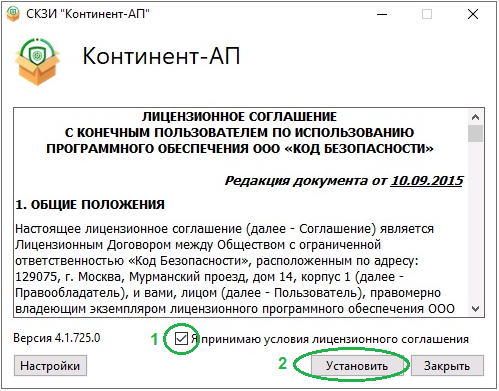 СКЗИ "Континент-АП"
Континент-АП
ЛИЦЕНЗИОННОЕ СОГЛАШЕНИЕ
С КОНЕЧНЫМ ПОЛЬЗОВАТЕЛЕМ ПО ИСПОЛЬЗОВАНИЮ
ПРОГРАММНОГО ОБЕСПЕЧЕНИЯ ООО «КОД БЕЗОПАСНОСТИ»
Редакция документа от 10.09.2015
1. ОБЩИЕ ПОЛОЖЕНИЯ
Настоящее лицензионное соглашение (далее - Соглашение) является
Лицензионным Договором между Обществом с ограниченной
ответственностью «Код Безопасности», расположенным по адресу:
129075, г. Москва, Мурманский проезд, дом 14, корпус 1 (далее -
Правообладатель), и вами, лицом (далее - Пользователь), правомерно
владеющим экземпляром лицензионного программного обеспечения ООО
Версия 4.1.725.0
1
Я принимаю условия лицензионного соглашения
Настройки
2
Установить
Закрыть